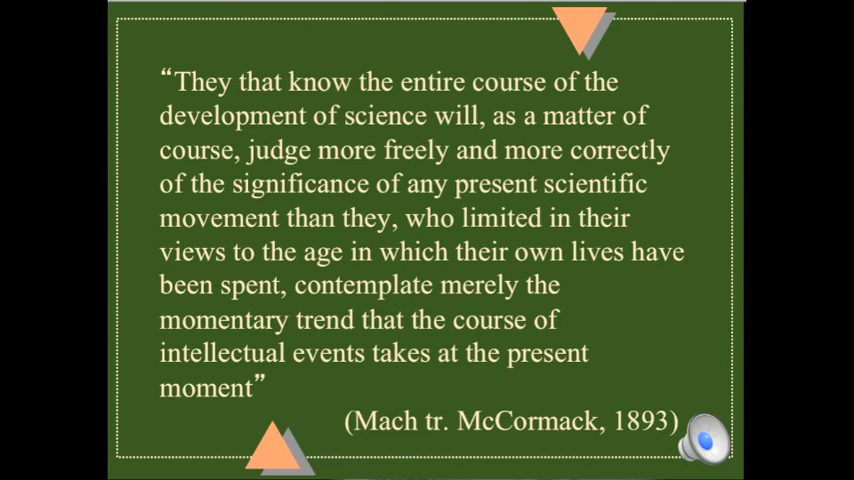 “They that know the entire course of the
development of science will, as a matter of
course, judge more freely and more correctly
of the significance of any present scientific
movement than they, who limited in their
views to the age in which their own lives have
been spent, contemplate merely the
momentary trend that the course of
intellectual events takes at the present
moment”
(Mach tr. McCormack, 1893)